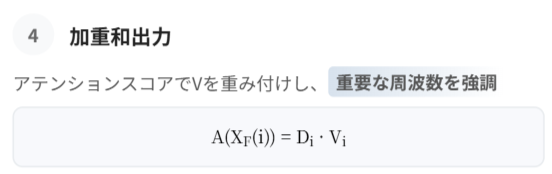 4 加重和出力
アテンションスコアでVを重み付けし、 重要な周波数を強調
A(X_F(i)) = D_i · V_i